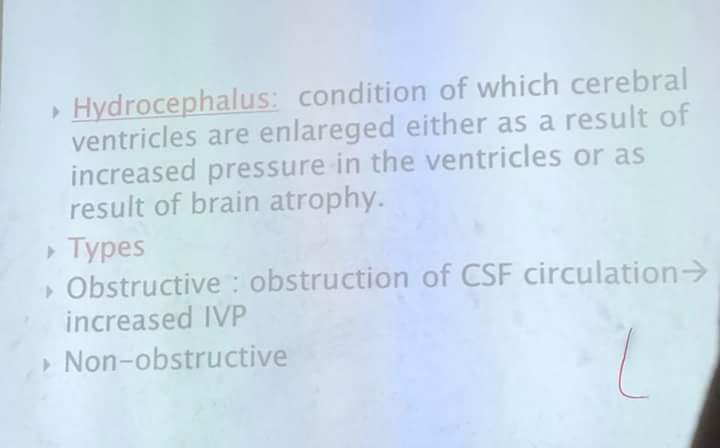 Hydrocephalus: condition of which cerebral
ventricles are enlareged either as a result of
increased pressure in the ventricles or as
result of brain atrophy.
Types
Obstructive : obstruction of CSF circulation→
increased IVP
Non-obstructive